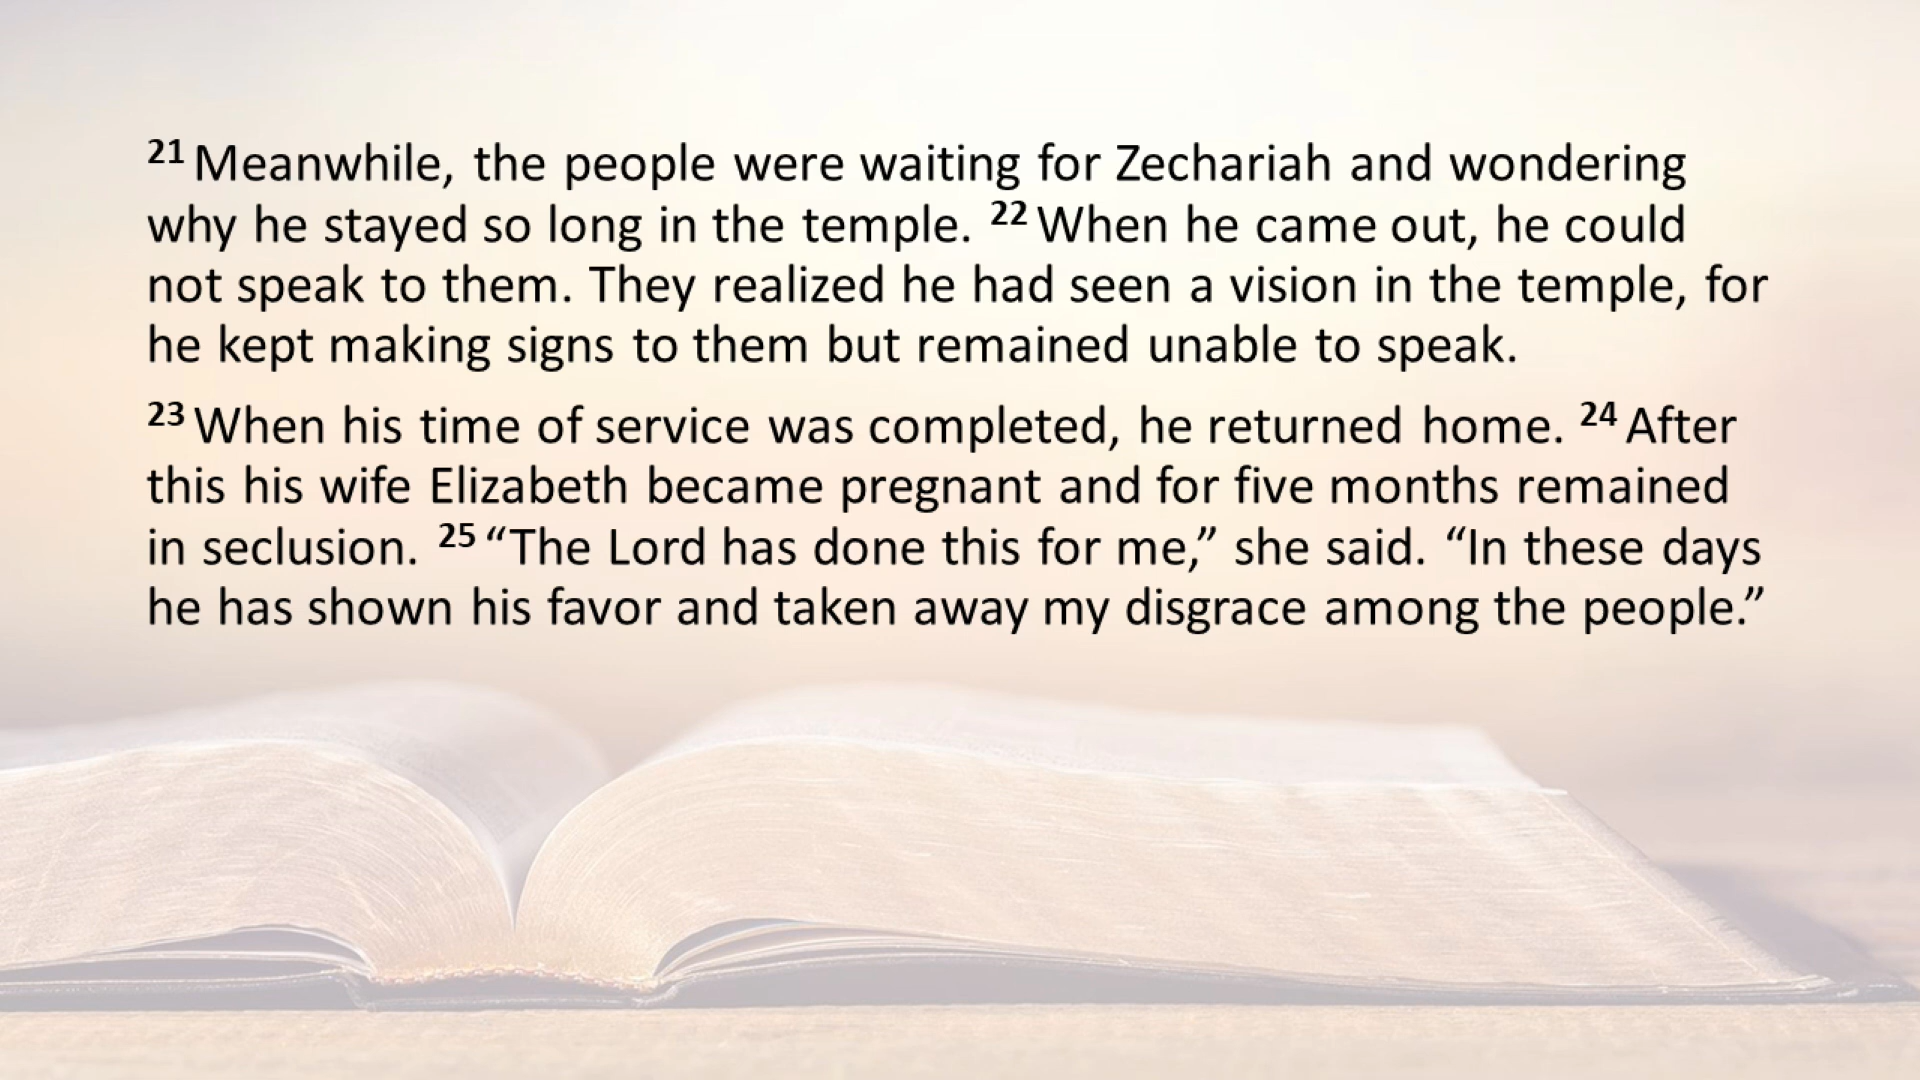 21 Meanwhile, the people were waiting for Zechariah and wondering
why he stayed so long in the temple. 22 When he came out, he could
not speak to them. They realized he had seen a vision in the temple, for
he kept making signs to them but remained unable to speak.
23 When his time of service was completed, he returned home. 24 After
this his wife Elizabeth became pregnant and for five months remained
in seclusion. 25 “The Lord has done this for me,” she said. “In these days
he has shown his favor and taken away my disgrace among the people.”